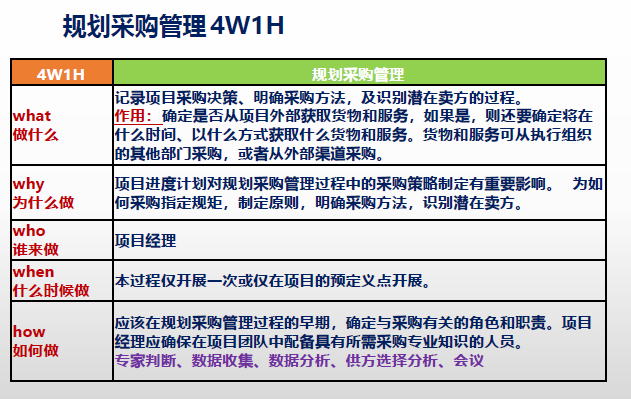 规划采购管理 4W1H
4W1H
规划采购管理
what
做什么
记录项目采购决策、明确采购方法，及识别潜在卖方的过程。
作用：确定是否从项目外部获取货物和服务，如果是，则还要确定将在
什么时间、以什么方式获取什么货物和服务。货物和服务可从执行组织
的其他部门采购，或者从外部渠道采购。
why
为什么做
项目进度计划对规划采购管理过程中的采购策略制定有重要影响。 为如
何采购指定规矩，制定原则，明确采购方法，识别潜在卖方。
who
谁来做
项目经理
when
什么时候做
本过程仅开展一次或仅在项目的预定义点开展。
how
如何做
应该在规划采购管理过程的早期，确定与采购有关的角色和职责。项目
经理应确保在项目团队中配备具有所需采购专业知识的人员。
专家判断、数据收集、数据分析、供方选择分析、会议